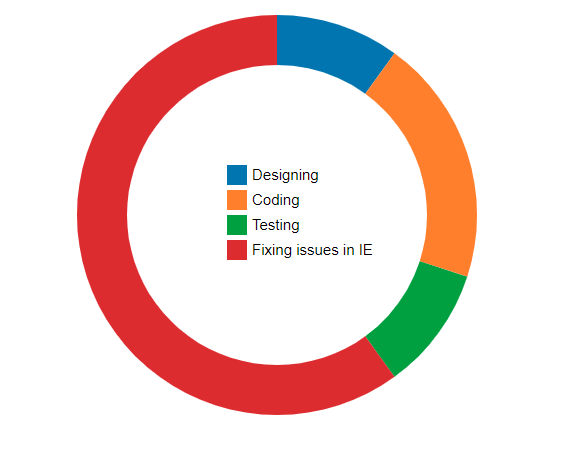 Designing
Coding
Testing
Fixing issues in IE